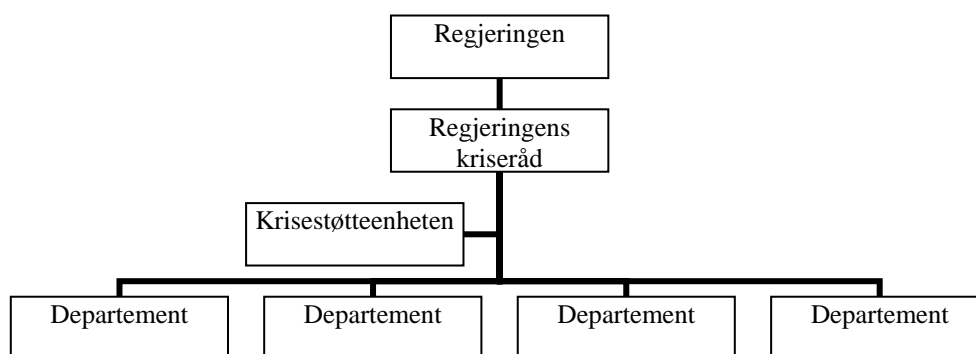 Regjeringen
Regjeringens
kriseråd
Krisestøtteenheten
Departement
Departement
Departement
Departement